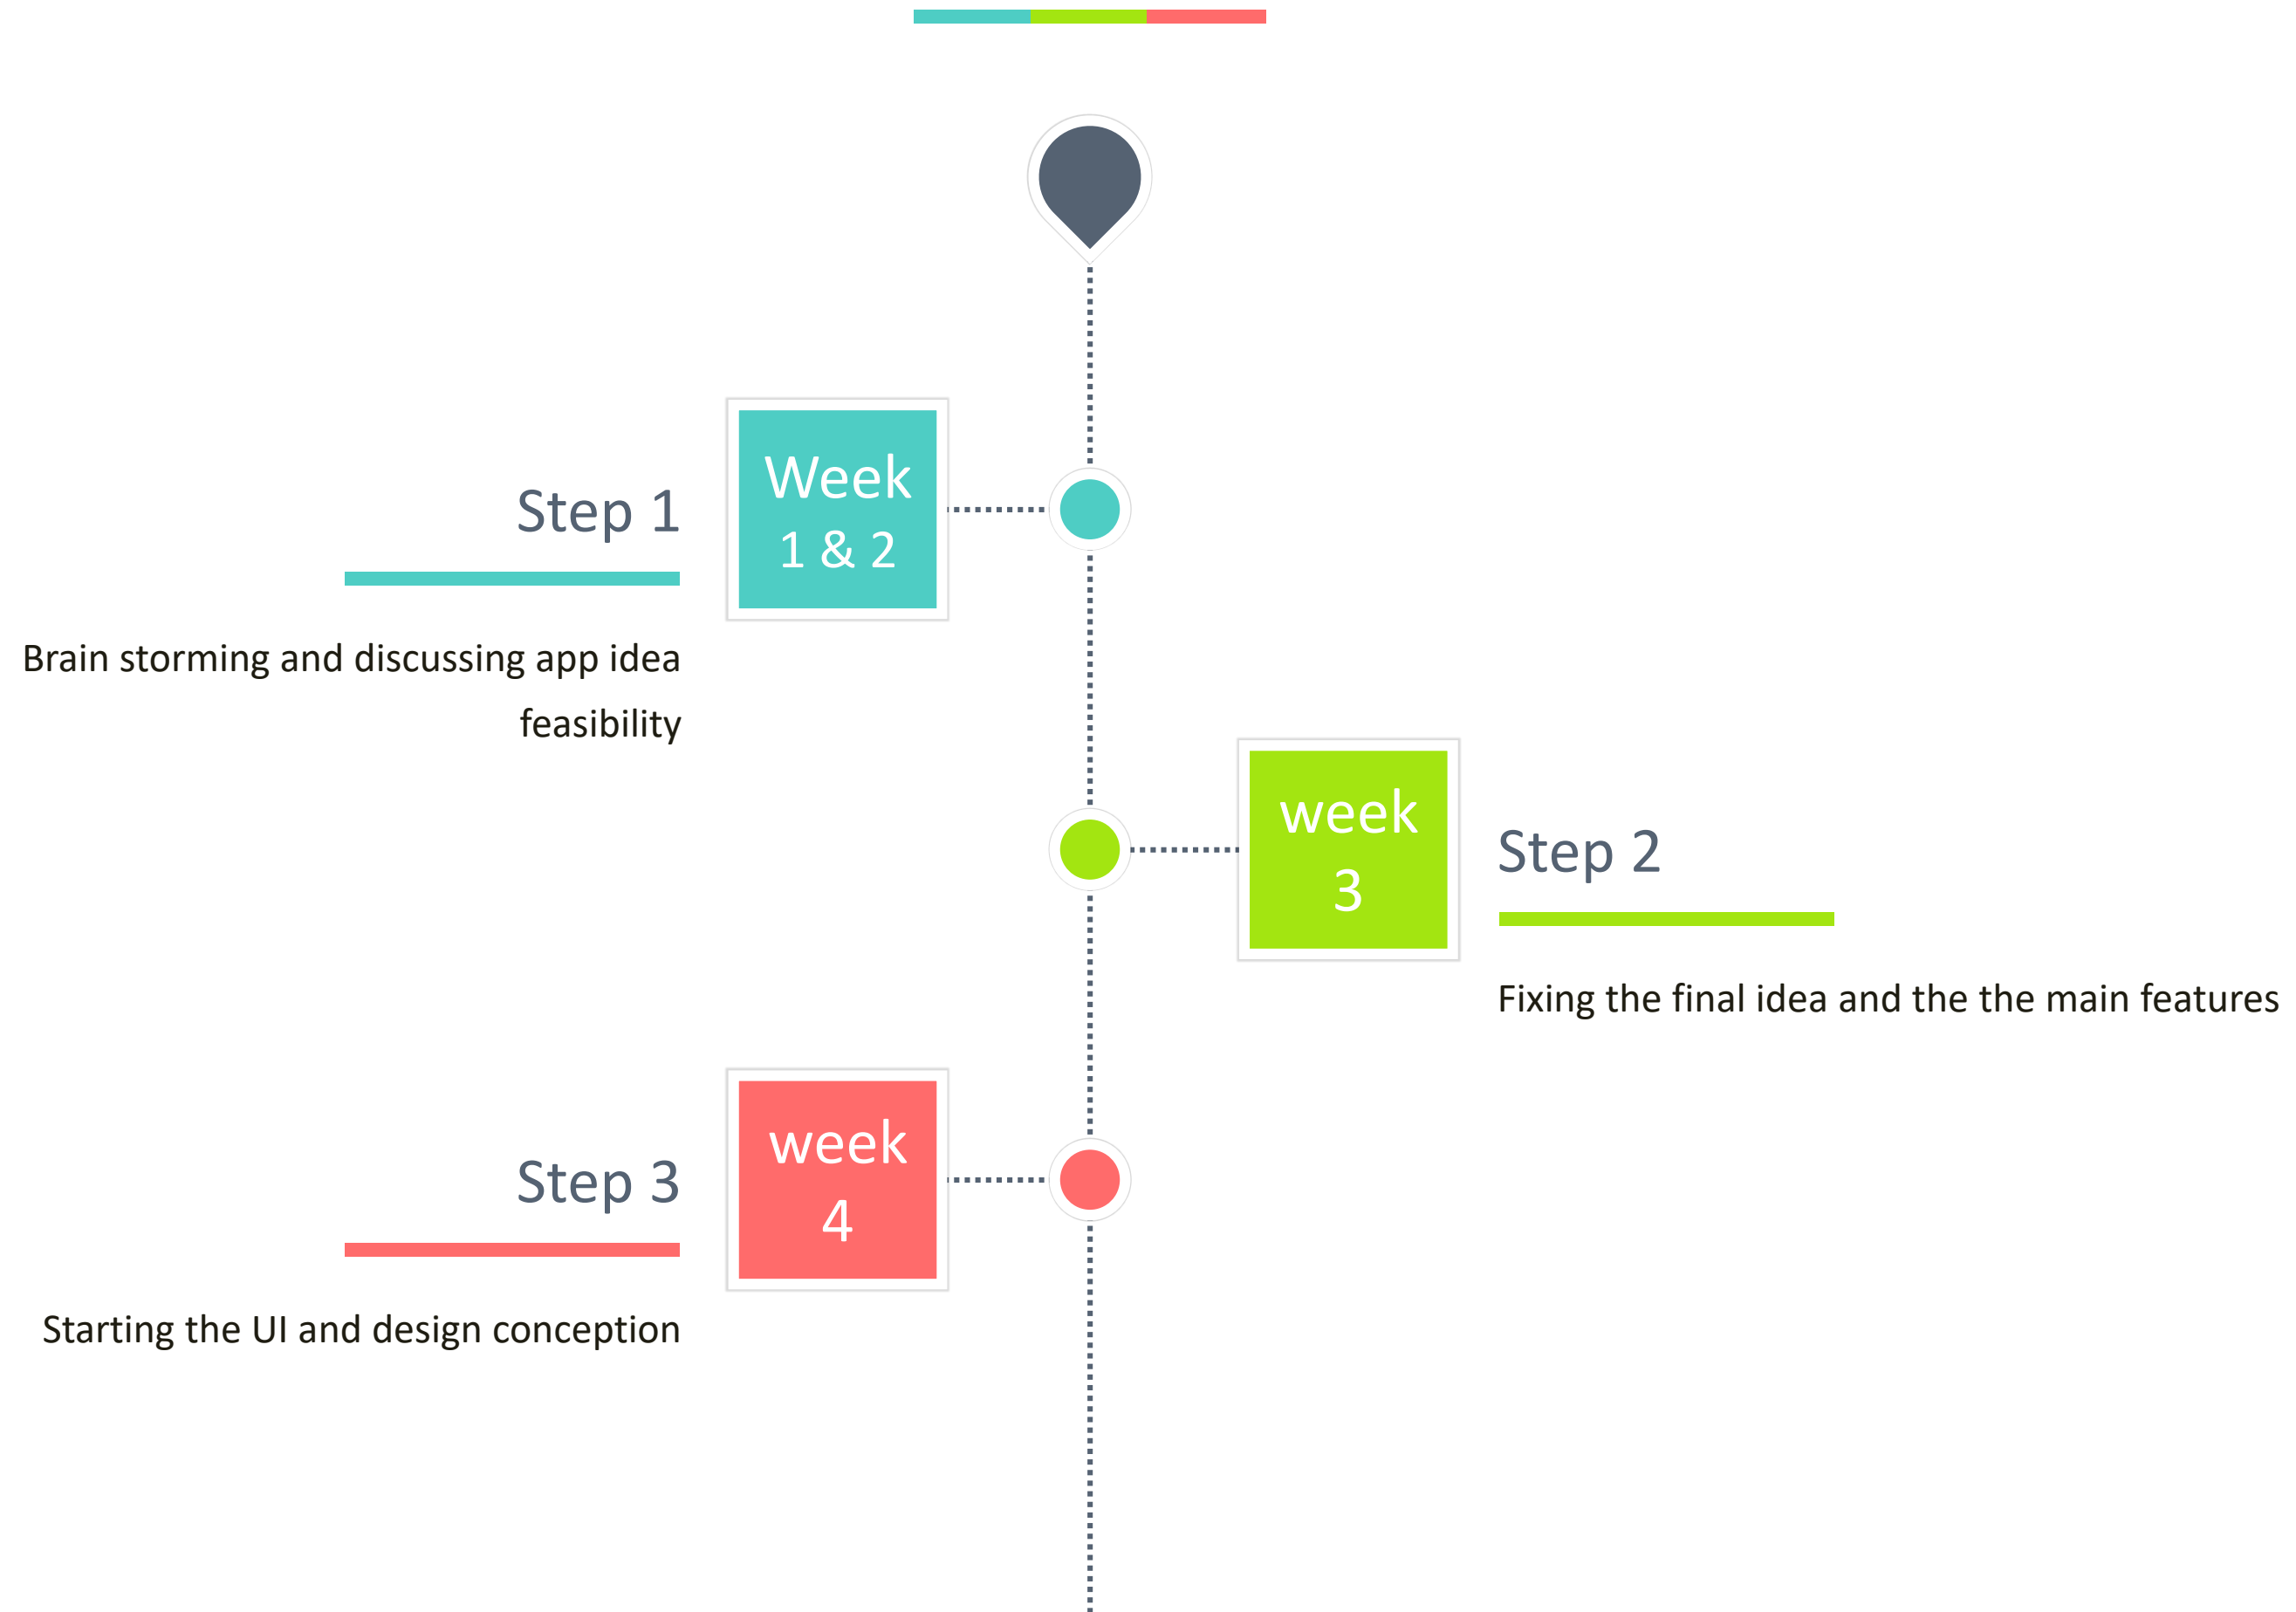 Step 1
Week
1 & 2
Brain storming and discussing app idea
feasibility
week
3
Step 2
Fixing the final idea and the the main features
Step 3
week
4
Starting the UI and design conception